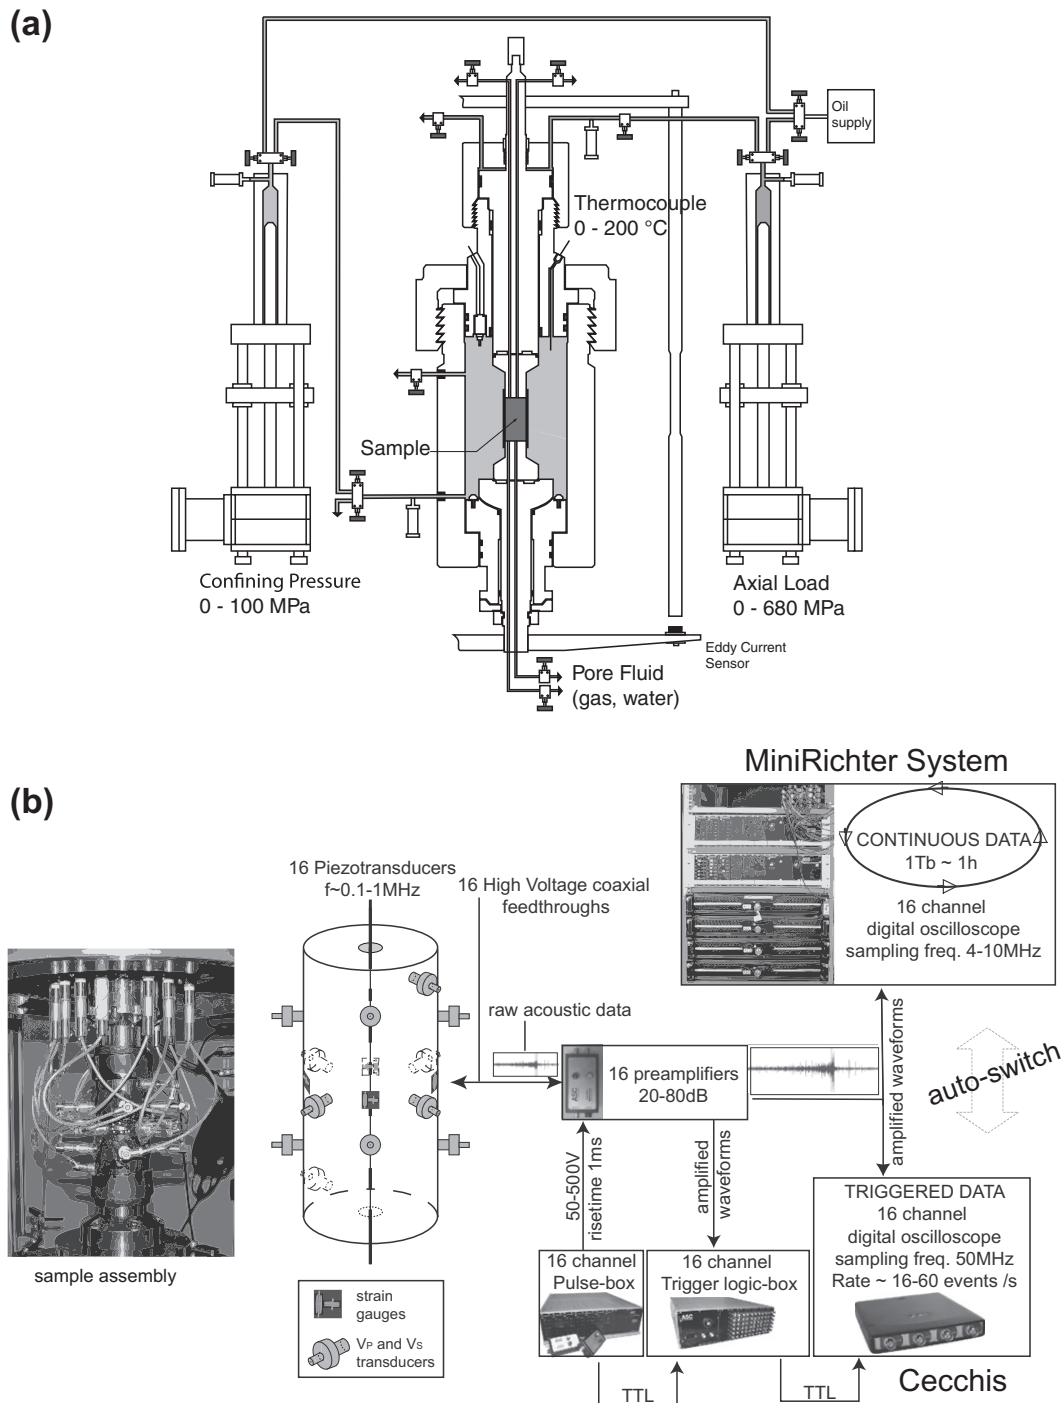 (a)
Oil
supply
Thermocouple
0 - 200 °C
Sample
Confining Pressure
0 - 100 MPa
Axial Load
0 - 680 MPa
Eddy Current
Sensor
Pore Fluid
(gas, water)
(b)
MiniRichter System
CONTINUOUS DATA
1Tb ~ 1h
16 channel
digital oscilloscope
sampling freq. 4-10MHz
16 Piezotransducers
f~0.1-1MHz
16 High Voltage coaxial
feedthroughs
raw acoustic data
16 preamplifiers
20-80dB
amplified waveforms
auto-switch
50-500V
risetime 1ms
amplified
waveforms
TRIGGERED DATA
16 channel
digital oscilloscope
sampling freq. 50MHz
Rate ~ 16-60 events /s
16 channel
Pulse-box
16 channel
Trigger logic-box
sample assembly
strain
gauges
VP and VS
transducers
TTL
TTL
Cecchis